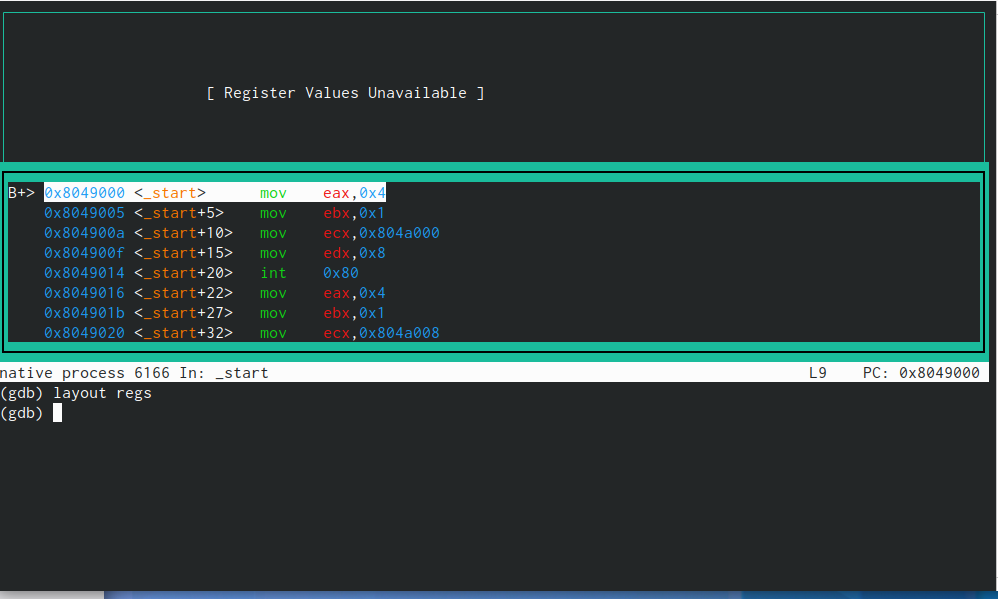 [ Register Values Unavailable ]
B+> 0x8049000 <_start> mov eax,0x4
0x8049005 <_start+5> mov ebx,0x1
0x804900a <_start+10> mov ecx,0x804a000
0x804900f <_start+15> mov edx,0x8
0x8049014 <_start+20> int 0x80
0x8049016 <_start+22> mov eax,0x4
0x804901b <_start+27> mov ebx,0x1
0x8049020 <_start+32> mov ecx,0x804a008
native process 6166 In: _start L9 PC: 0x8049000
(gdb) layout regs
(gdb)